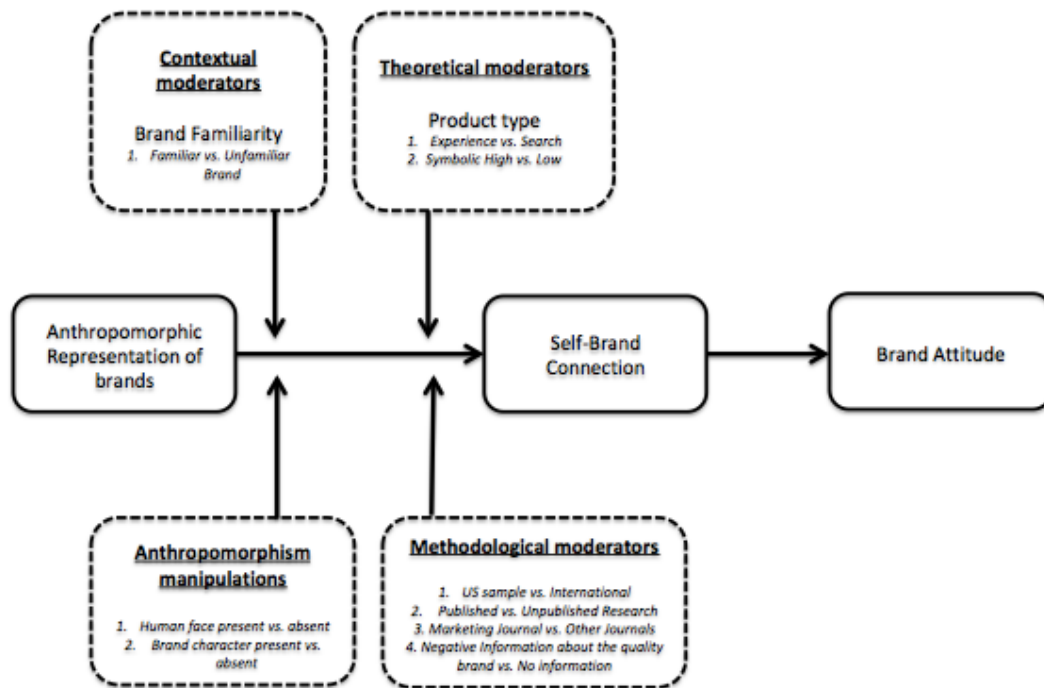 Contextual
moderators
Brand Familiarity
1. Familiar vs. Unfamiliar
Brand
Theoretical moderators
Product type
1. Experience vs. Search
2. Symbolic High vs. Low
Anthropomorphic
Representation of
brands
Self-Brand
Connection
Brand Attitude
Anthropomorphism
manipulations
1. Human face present vs. absent
2. Brand character present vs.
absent
Methodological moderators
1. US sample vs. International
2. Published vs. Unpublished Research
3. Marketing Journal vs. Other Journals
4. Negative Information about the quality
brand vs. No information